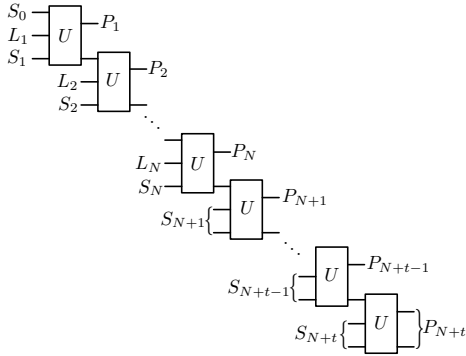 S_0
P_1
L_1
U
S_1
P_2
L_2
U
S_2
P_N
L_N
U
S_N
P_{N+1}
U
S_{N+1}
P_{N+t-1}
U
S_{N+t-1}
P_{N+t}
U
S_{N+t}